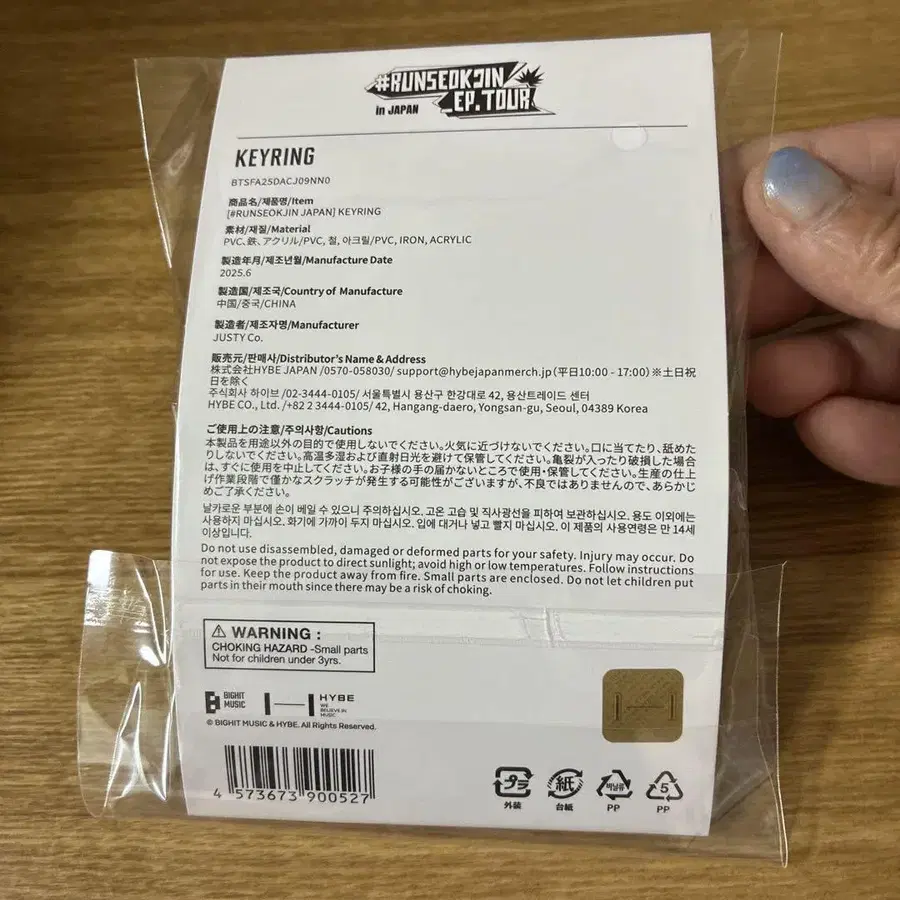 #RUNSEOKJIN
_EP.TOUR
in JAPAN
KEYRING
BTSFA25DACJ09NN0
商品名/제품명/Item
[#RUNSEOKJIN JAPAN] KEYRING
素材/재질/Material
PVC、鉄、アクリル/PVC, 철, 아크릴/PVC, IRON, ACRYLIC
製造年月/제조년월/Manufacture Date
2025.6
製造国/제조국/Country of Manufacture
中国/중국/CHINA
製造者/제조자명/Manufacturer
JUSTY Co.
販売元/판매사/Distributor's Name & Address
株式会社HYBE JAPAN /0570-058030/ support@hybejapanmerch.jp（平日10:00 - 17:00）※土日祝
日を除く
주식회사 하이브 /02-3444-0105/ 서울특별시 용산구 한강대로 42, 용산트레이드 센터
HYBE CO., Ltd. /+82 2 3444-0105/ 42, Hangang-daero, Yongsan-gu, Seoul, 04389 Korea
ご使用上の注意/주의사항/Cautions
本製品を用途以外の目的で使用しないでください。火気に近づけないでください。口に当てたり、舐めた
りしないでください。高温多湿および直射日光を避けて保管してください。亀裂が入ったり破損した場合
は、すぐに使用を中止してください。お子様の手の届かないところで使用・保管してください。生産の仕上
げ作業段階で僅かなスクラッチが発生する可能性がございますが、不良ではありませんので、あらかじ
めご了承ください。
날카로운 부분에 손이 베일 수 있으니 주의하십시오. 고온 고습 및 직사광선을 피하여 보관하십시오. 용도 이외에는
사용하지 마십시오. 화기에 가까이 두지 마십시오. 입에 대거나 넣고 빨지 마십시오. 이 제품의 사용연령은 만 14세
이상입니다.
Do not use disassembled, damaged or deformed parts for your safety. Injury may occur. Do
not expose the product to direct sunlight; avoid high or low temperatures. Follow instructions
for use. Keep the product away from fire. Small parts are enclosed. Do not let children put
parts in their mouth since there may be a risk of choking.
WARNING :
CHOKING HAZARD -Small parts
Not for children under 3yrs.
BIGHIT
MUSIC
HYBE
WE
BELIEVE IN
MUSIC
© BIGHIT MUSIC & HYBE. All Rights Reserved.
4 573673 900527
プラ
外装
紙
台紙
비닐류
PP
5
PP